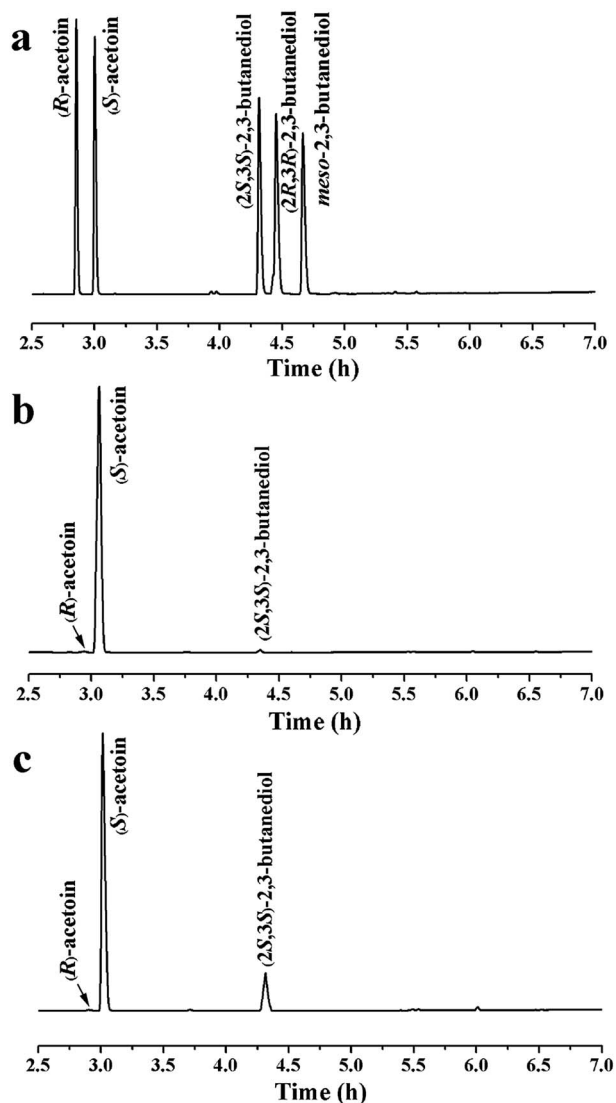 a
(R)-acetoin
(S)-acetoin
(2S,3S)-2,3-butanediol
(2R,3R)-2,3-butanediol
meso-2,3-butanediol
2.5 3.0 3.5 4.0 4.5 5.0 5.5 6.0 6.5 7.0
Time (h)
b
(R)-acetoin
(S)-acetoin
(2S,3S)-2,3-butanediol
2.5 3.0 3.5 4.0 4.5 5.0 5.5 6.0 6.5 7.0
Time (h)
c
(R)-acetoin
(S)-acetoin
(2S,3S)-2,3-butanediol
2.5 3.0 3.5 4.0 4.5 5.0 5.5 6.0 6.5 7.0
Time (h)